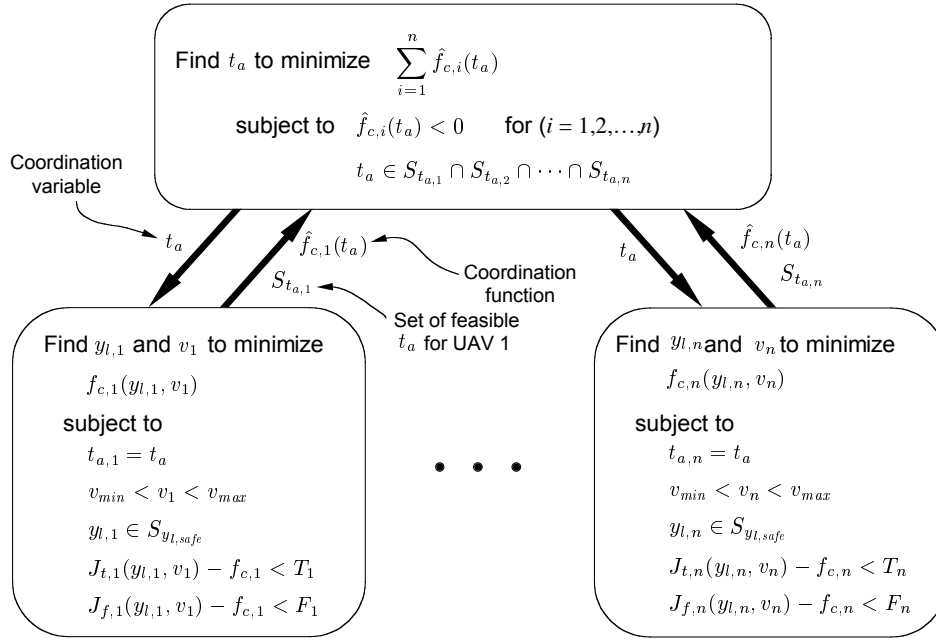 Find t_a to minimize \sum_{i=1}^{n} \hat{f}_{c,i}(t_a)
subject to \hat{f}_{c,i}(t_a) < 0 for (i = 1,2,…,n)
t_a ∈ S_{t_{a,1}} ∩ S_{t_{a,2}} ∩ ··· ∩ S_{t_{a,n}}
Coordination
variable
t_a
\hat{f}_{c,1}(t_a)
S_{t_{a,1}}
Coordination
function
Set of feasible
t_a for UAV 1
t_a
\hat{f}_{c,n}(t_a)
S_{t_{a,n}}
Find y_{l,1} and v_1 to minimize
f_{c,1}(y_{l,1}, v_1)
subject to
t_{a,1} = t_a
v_{min} < v_1 < v_{max}
y_{l,1} ∈ S_{y_{l,safe}}
J_{t,1}(y_{l,1}, v_1) − f_{c,1} < T_1
J_{f,1}(y_{l,1}, v_1) − f_{c,1} < F_1
• • •
Find y_{l,n} and v_n to minimize
f_{c,n}(y_{l,n}, v_n)
subject to
t_{a,n} = t_a
v_{min} < v_n < v_{max}
y_{l,n} ∈ S_{y_{l,safe}}
J_{t,n}(y_{l,n}, v_n) − f_{c,n} < T_n
J_{f,n}(y_{l,n}, v_n) − f_{c,n} < F_n